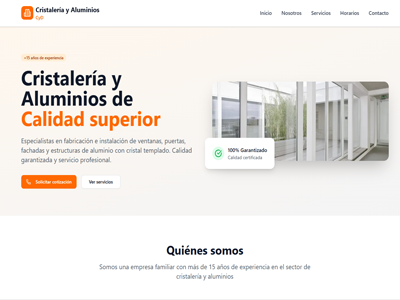 Cristalería y Aluminios
Inicio
Nosotros
Servicios
Horarios
Contacto
+15 años de experiencia
Cristalería y
Aluminios de
Calidad superior
Especialistas en fabricación e instalación de ventanas, puertas,
fachadas y estructuras de aluminio con cristal templado. Calidad
garantizada y servicio profesional.
Solicitar cotización
Ver servicios
100% Garantizado
Calidad certificada
Quiénes somos
Somos una empresa familiar con más de 15 años de experiencia en el sector de
cristalería y aluminios